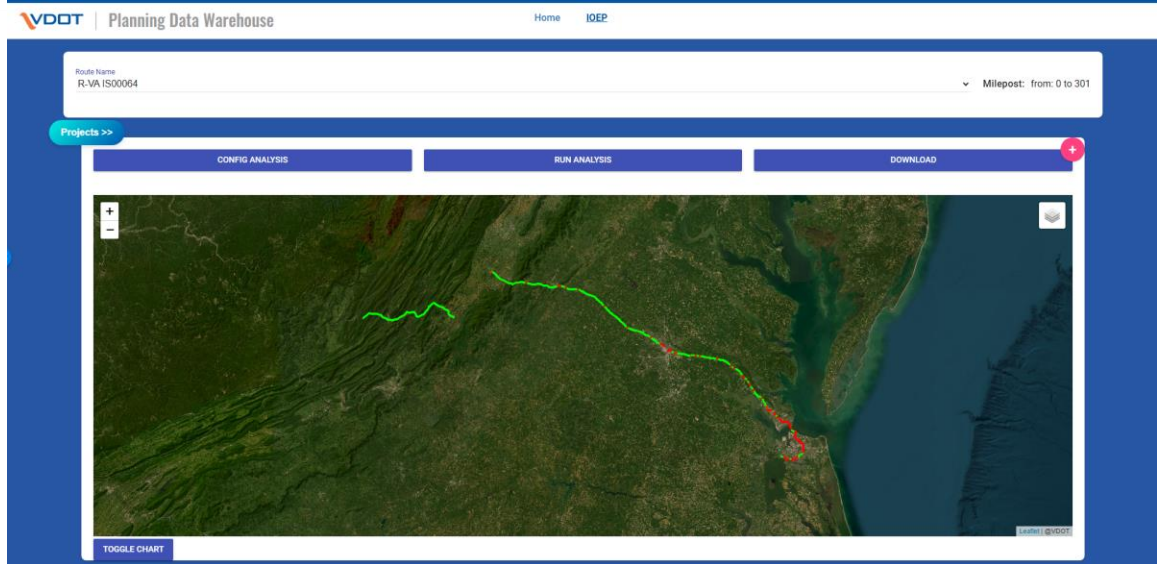 VDOT | Planning Data Warehouse
Home IOEP
Route Name
R-VA IS00064
Milepost: from: 0 to 301
Projects >>
CONFIG ANALYSIS
RUN ANALYSIS
DOWNLOAD
+
+
−
Leaflet | @VDOT
TOGGLE CHART